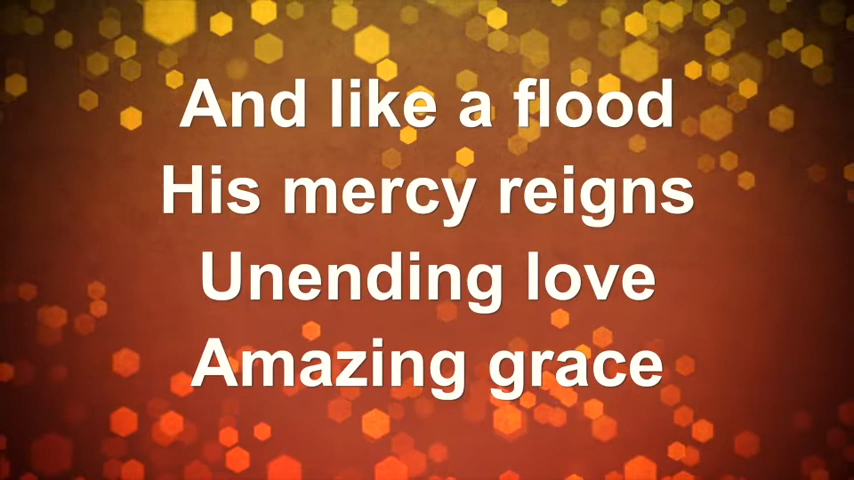 And like a flood
His mercy reigns
Unending love
Amazing grace